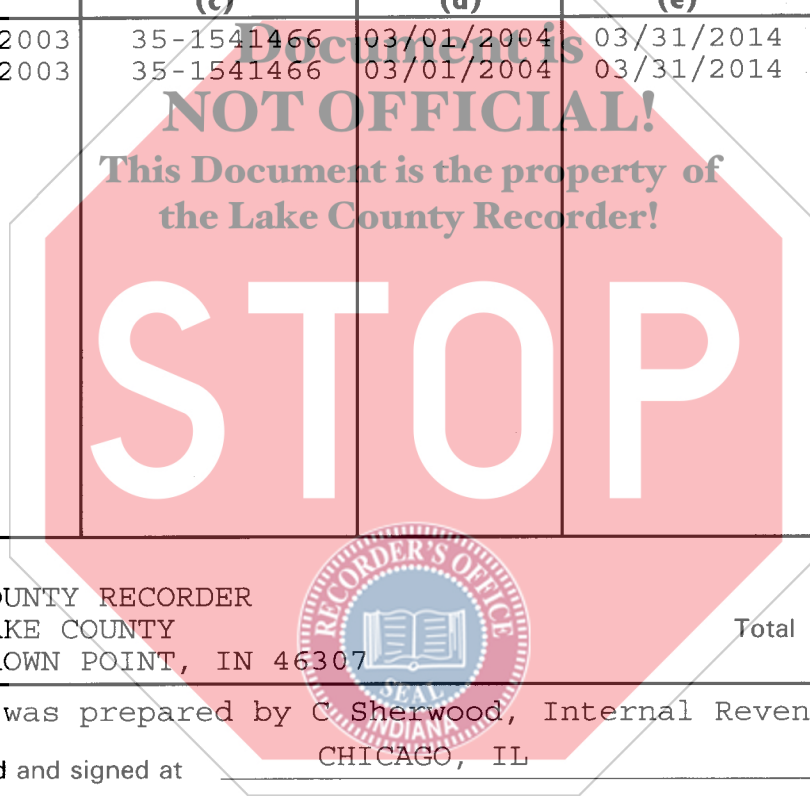 (c) (d) (e)
2003 35-1541466 03/01/2004 03/31/2014
2003 35-1541466 03/01/2004 03/31/2014
Document is
NOT OFFICIAL!
This Document is the property of
the Lake County Recorder!
STOP
RECORDER'S OFFICE
SEAL
INDIANA
OUNTY RECORDER
AKE COUNTY
Total
ROWN POINT, IN 46307
was prepared by C Sherwood, Internal Reven
d and signed at CHICAGO, IL